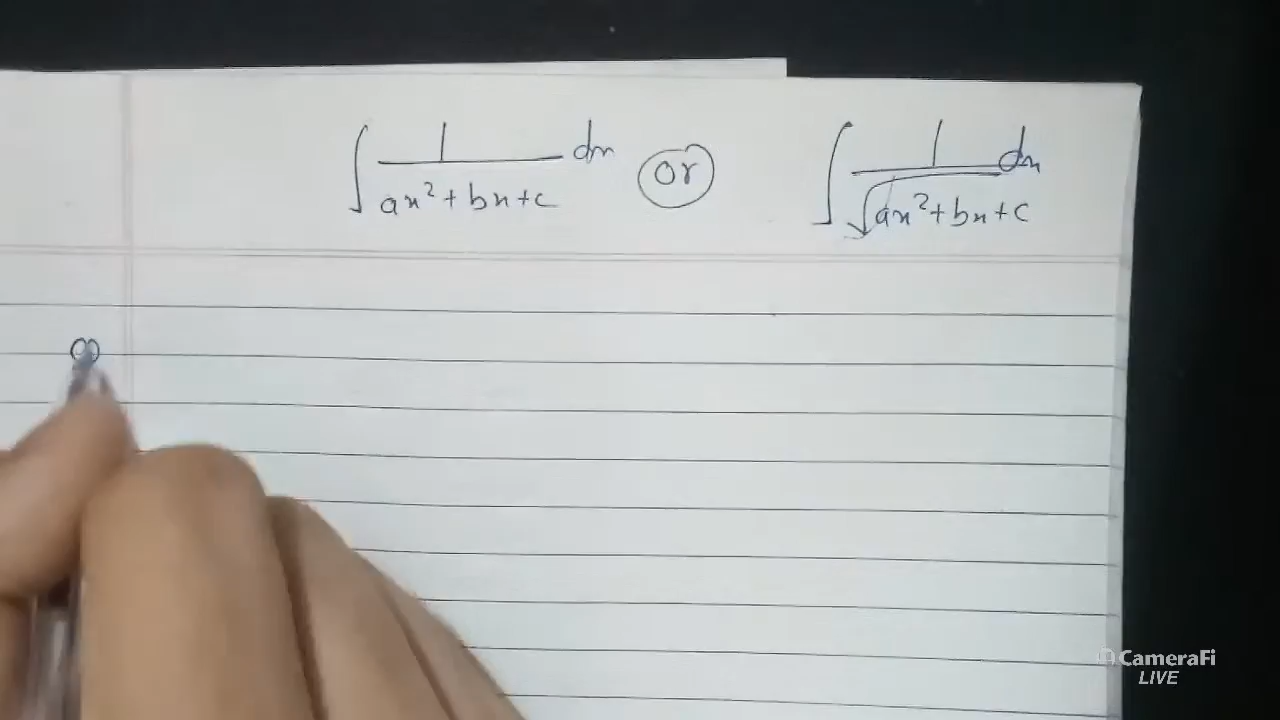 ∫ 1/(ax²+bx+c) dx or ∫ 1/√(ax²+bx+c) dx
CameraFi
LIVE